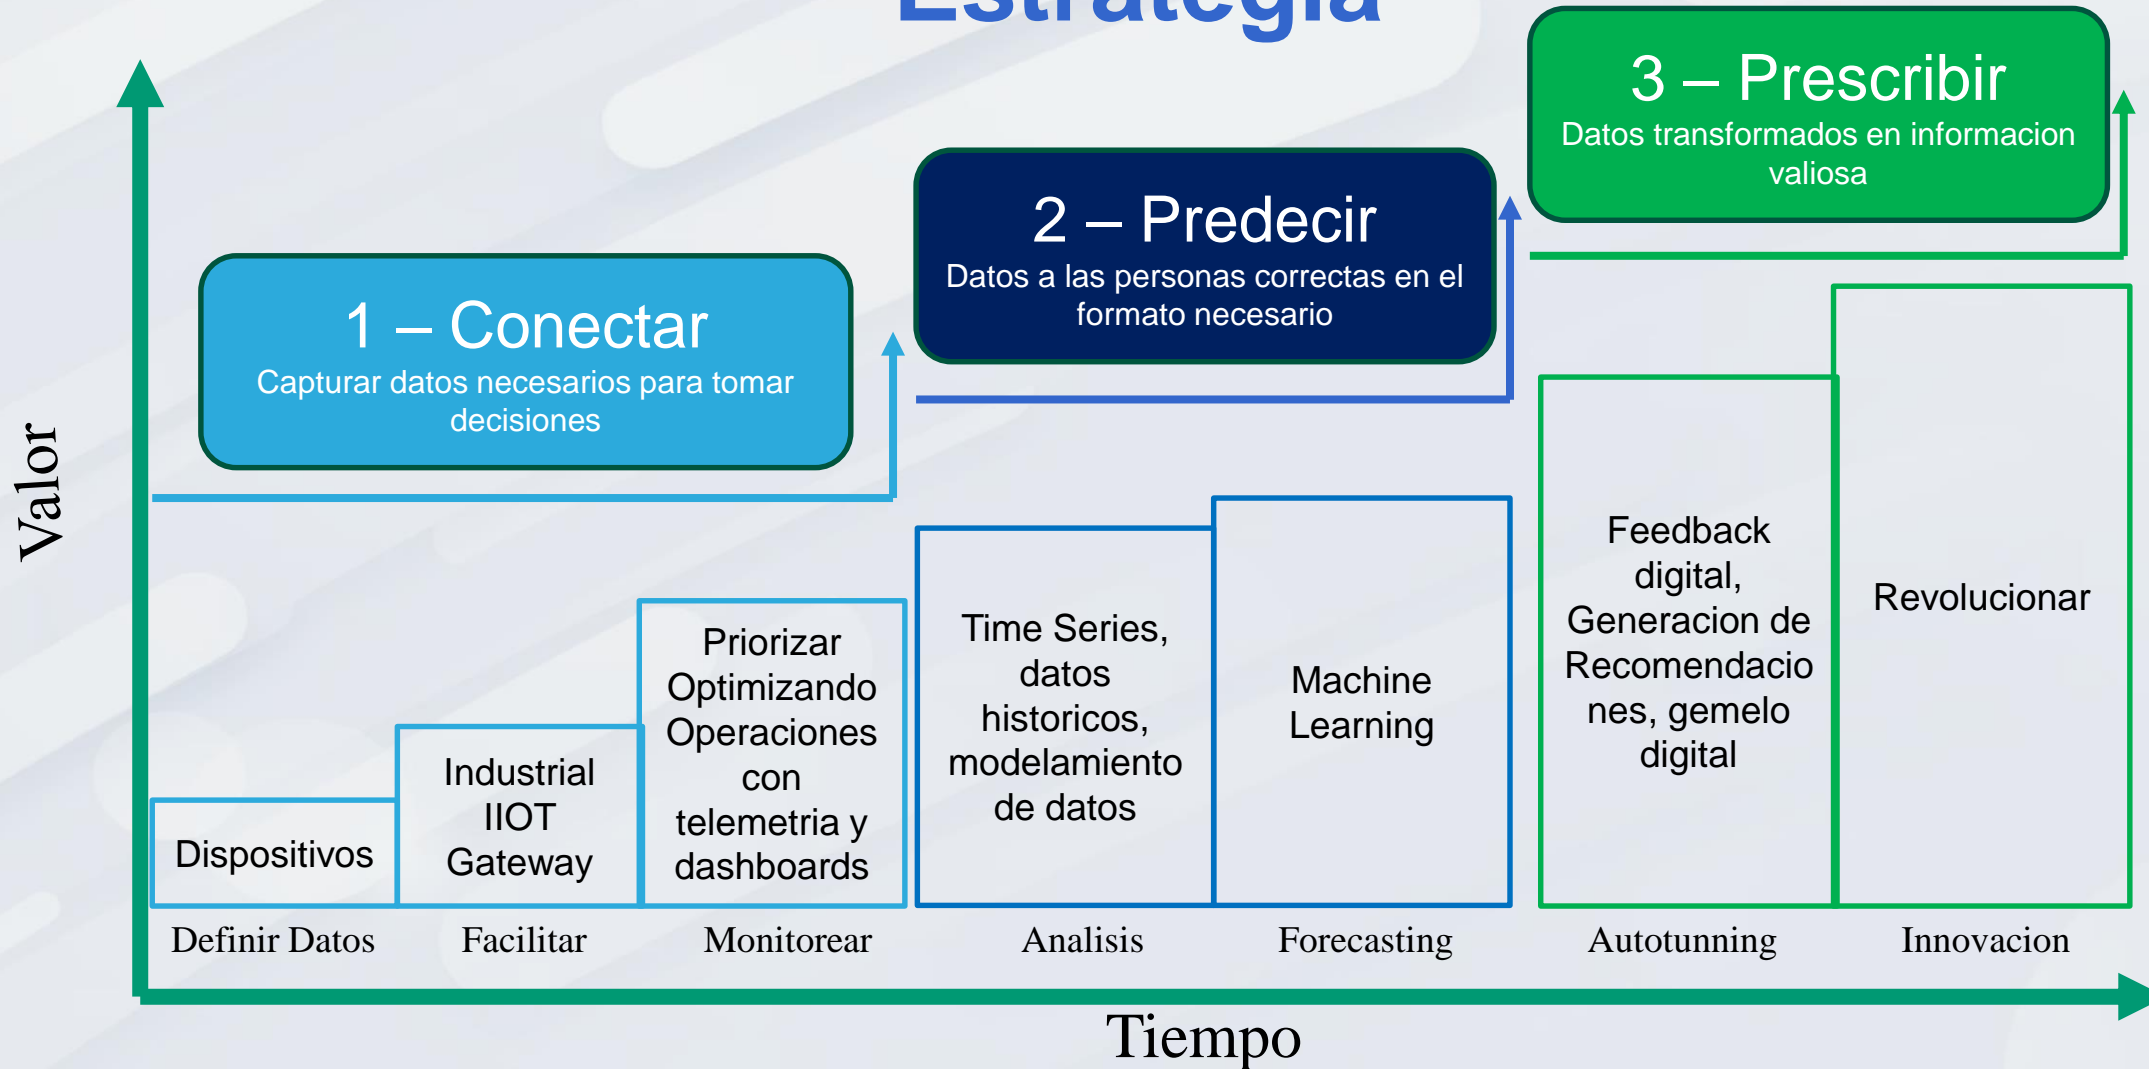 Estrategia
3 – Prescribir
Datos transformados en informacion
valiosa
2 – Predecir
Datos a las personas correctas en el
formato necesario
1 – Conectar
Capturar datos necesarios para tomar
decisiones
Valor
Dispositivos
Industrial
IIOT
Gateway
Priorizar
Optimizando
Operaciones
con
telemetria y
dashboards
Time Series,
datos
historicos,
modelamiento
de datos
Machine
Learning
Feedback
digital,
Generacion de
Recomendacio
nes, gemelo
digital
Revolucionar
Definir Datos
Facilitar
Monitorear
Analisis
Forecasting
Autotunning
Innovacion
Tiempo